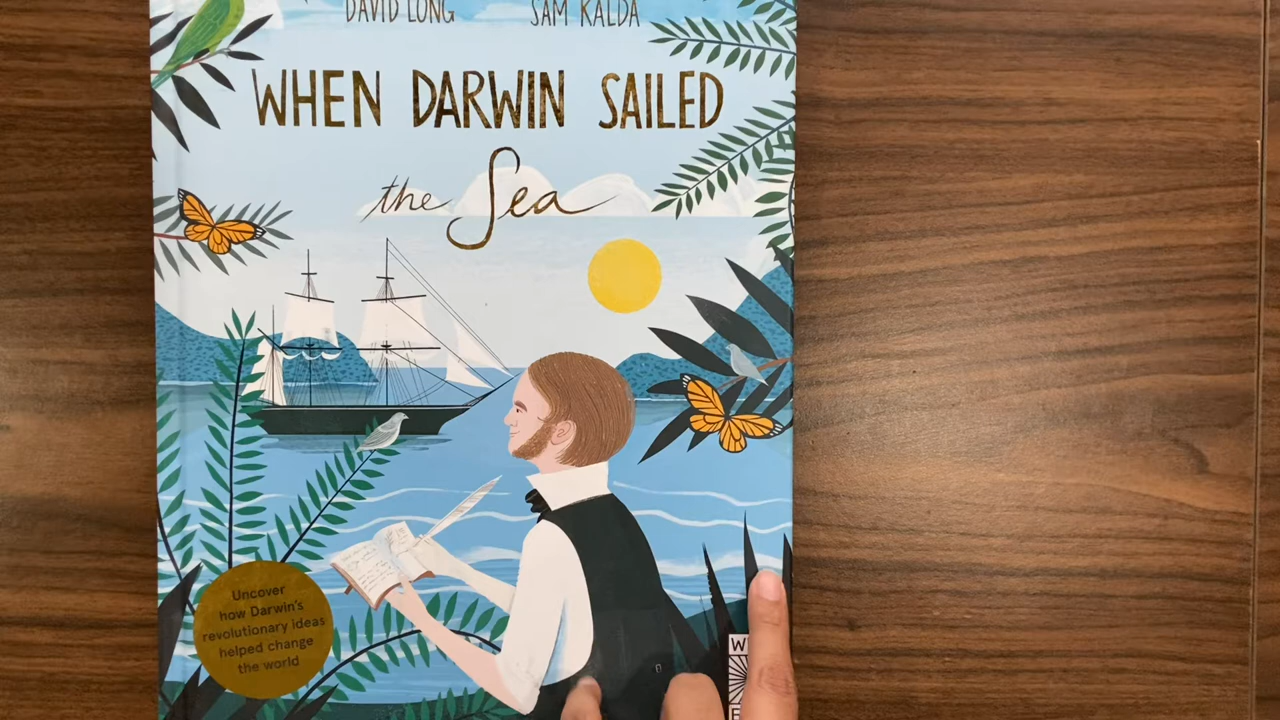 DAVID LONG SAM KALDA
WHEN DARWIN SAILED
the Sea
Uncover
how Darwin's
revolutionary ideas
helped change
the world